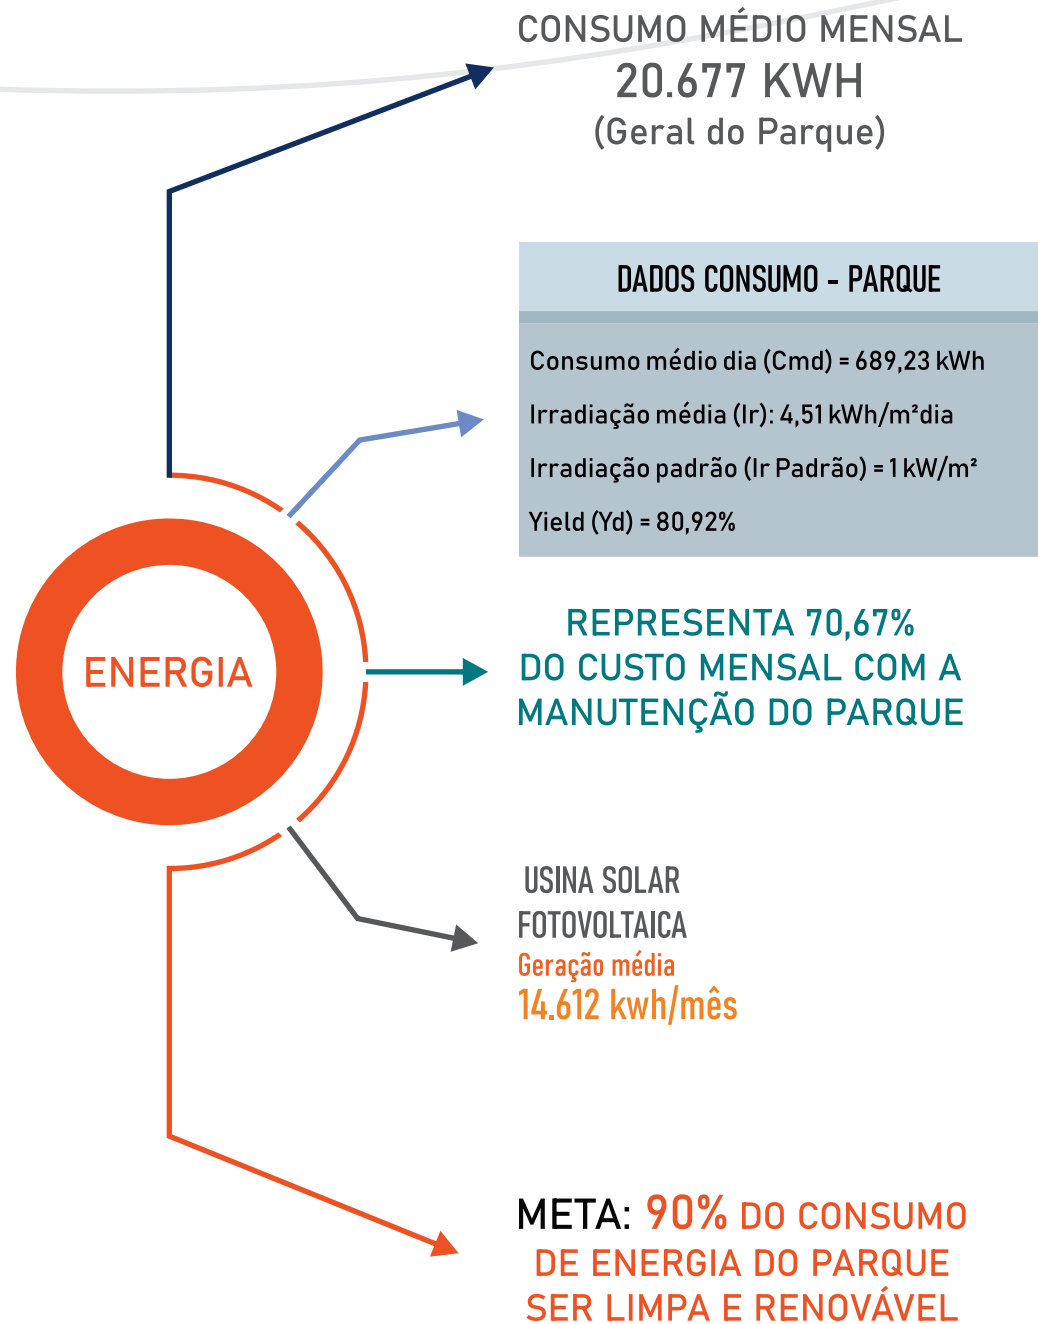 CONSUMO MÉDIO MENSAL
20.677 KWH
(Geral do Parque)
DADOS CONSUMO - PARQUE
Consumo médio dia (Cmd) = 689,23 kWh
Irradiação média (Ir): 4,51 kWh/m²dia
Irradiação padrão (Ir Padrão) = 1 kW/m²
Yield (Yd) = 80,92%
ENERGIA
REPRESENTA 70,67%
DO CUSTO MENSAL COM A
MANUTENÇÃO DO PARQUE
USINA SOLAR
FOTOVOLTAICA
Geração média
14.612 kwh/mês
META: 90% DO CONSUMO
DE ENERGIA DO PARQUE
SER LIMPA E RENOVÁVEL